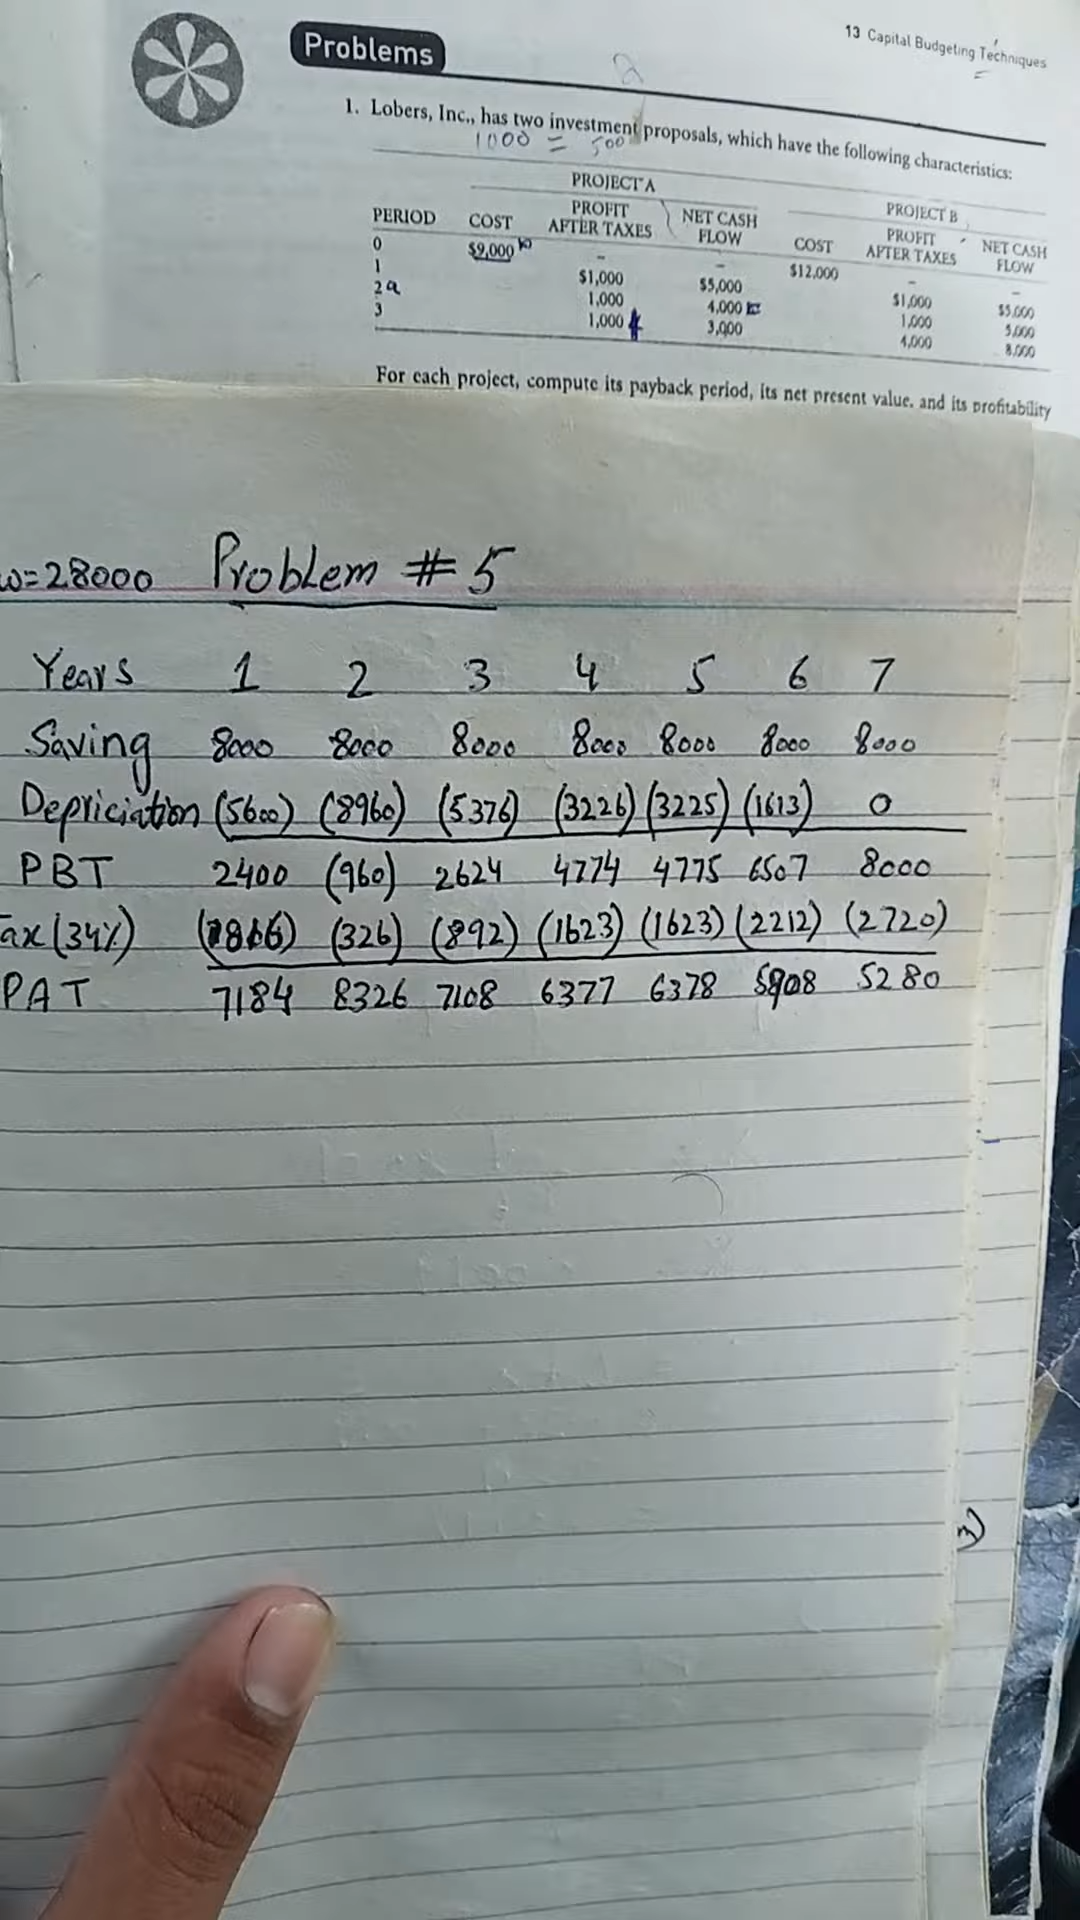 13 Capital Budgeting Techniques
Problems
1. Lobers, Inc., has two investment proposals, which have the following characteristics:
1000 = 500
PROJECT A PROJECT B
PERIOD COST PROFIT AFTER TAXES NET CASH FLOW COST PROFIT AFTER TAXES NET CASH FLOW
0 $9,000 – – $12,000 – –
1 $1,000 $5,000 $1,000 $5,000
2 1,000 4,000 1,000 5,000
3 1,000 3,000 4,000 8,000
For each project, compute its payback period, its net present value, and its profitability
=28000 Problem # 5
Years 1 2 3 4 5 6 7
Saving 8000 8000 8000 8000 8000 8000 8000
Depriciation (5600) (8960) (5376) (3226) (3225) (1613) 0
PBT 2400 (960) 2624 4774 4775 6507 8000
ax (34%) (816) (326) (892) (1623) (1623) (2212) (2720)
PAT 7184 8326 7108 6377 6378 5908 5280